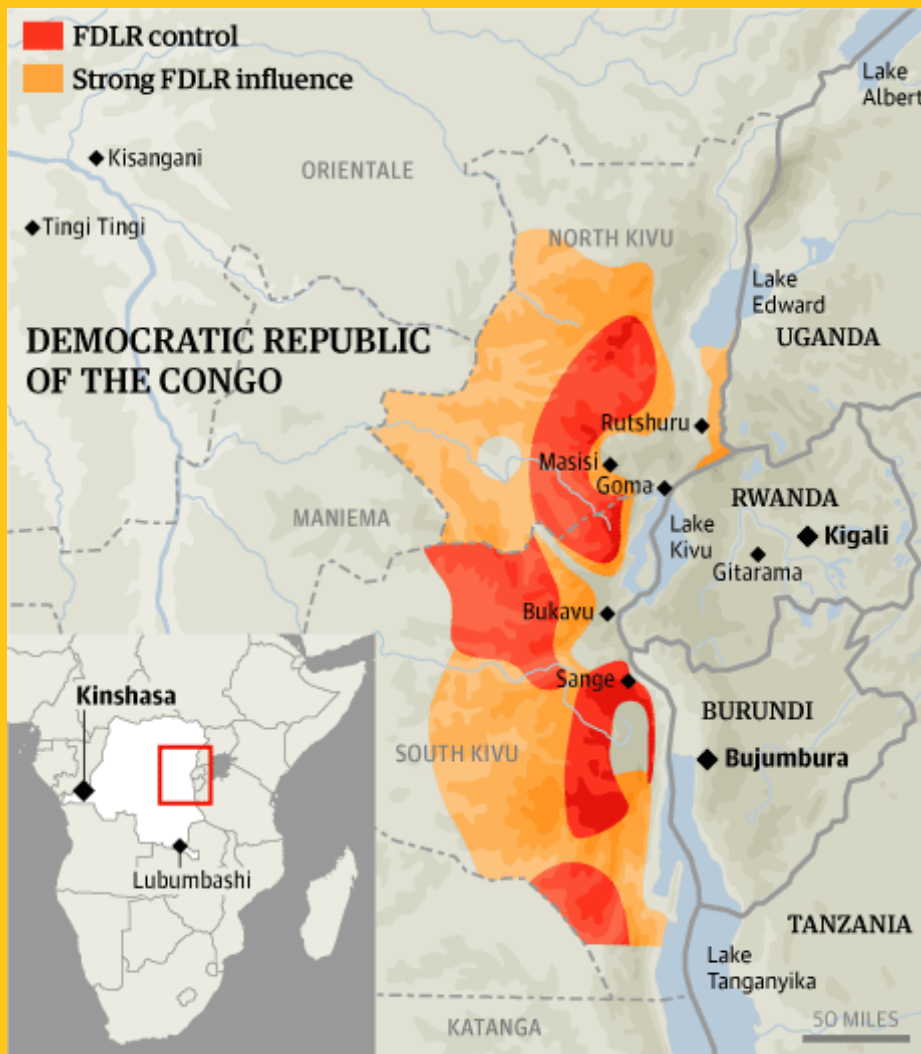 FDLR control
Strong FDLR influence
Lake
Albert
Kisangani
ORIENTALE
Tingi Tingi
NORTH KIVU
Lake
Edward
DEMOCRATIC REPUBLIC
OF THE CONGO
UGANDA
Rutshuru
Masisi
Goma
RWANDA
MANIEMA
Lake
Kivu
Kigali
Gitarama
Bukavu
Sange
Kinshasa
BURUNDI
SOUTH KIVU
Bujumbura
Lubumbashi
TANZANIA
Lake
Tanganyika
50 MILES
KATANGA